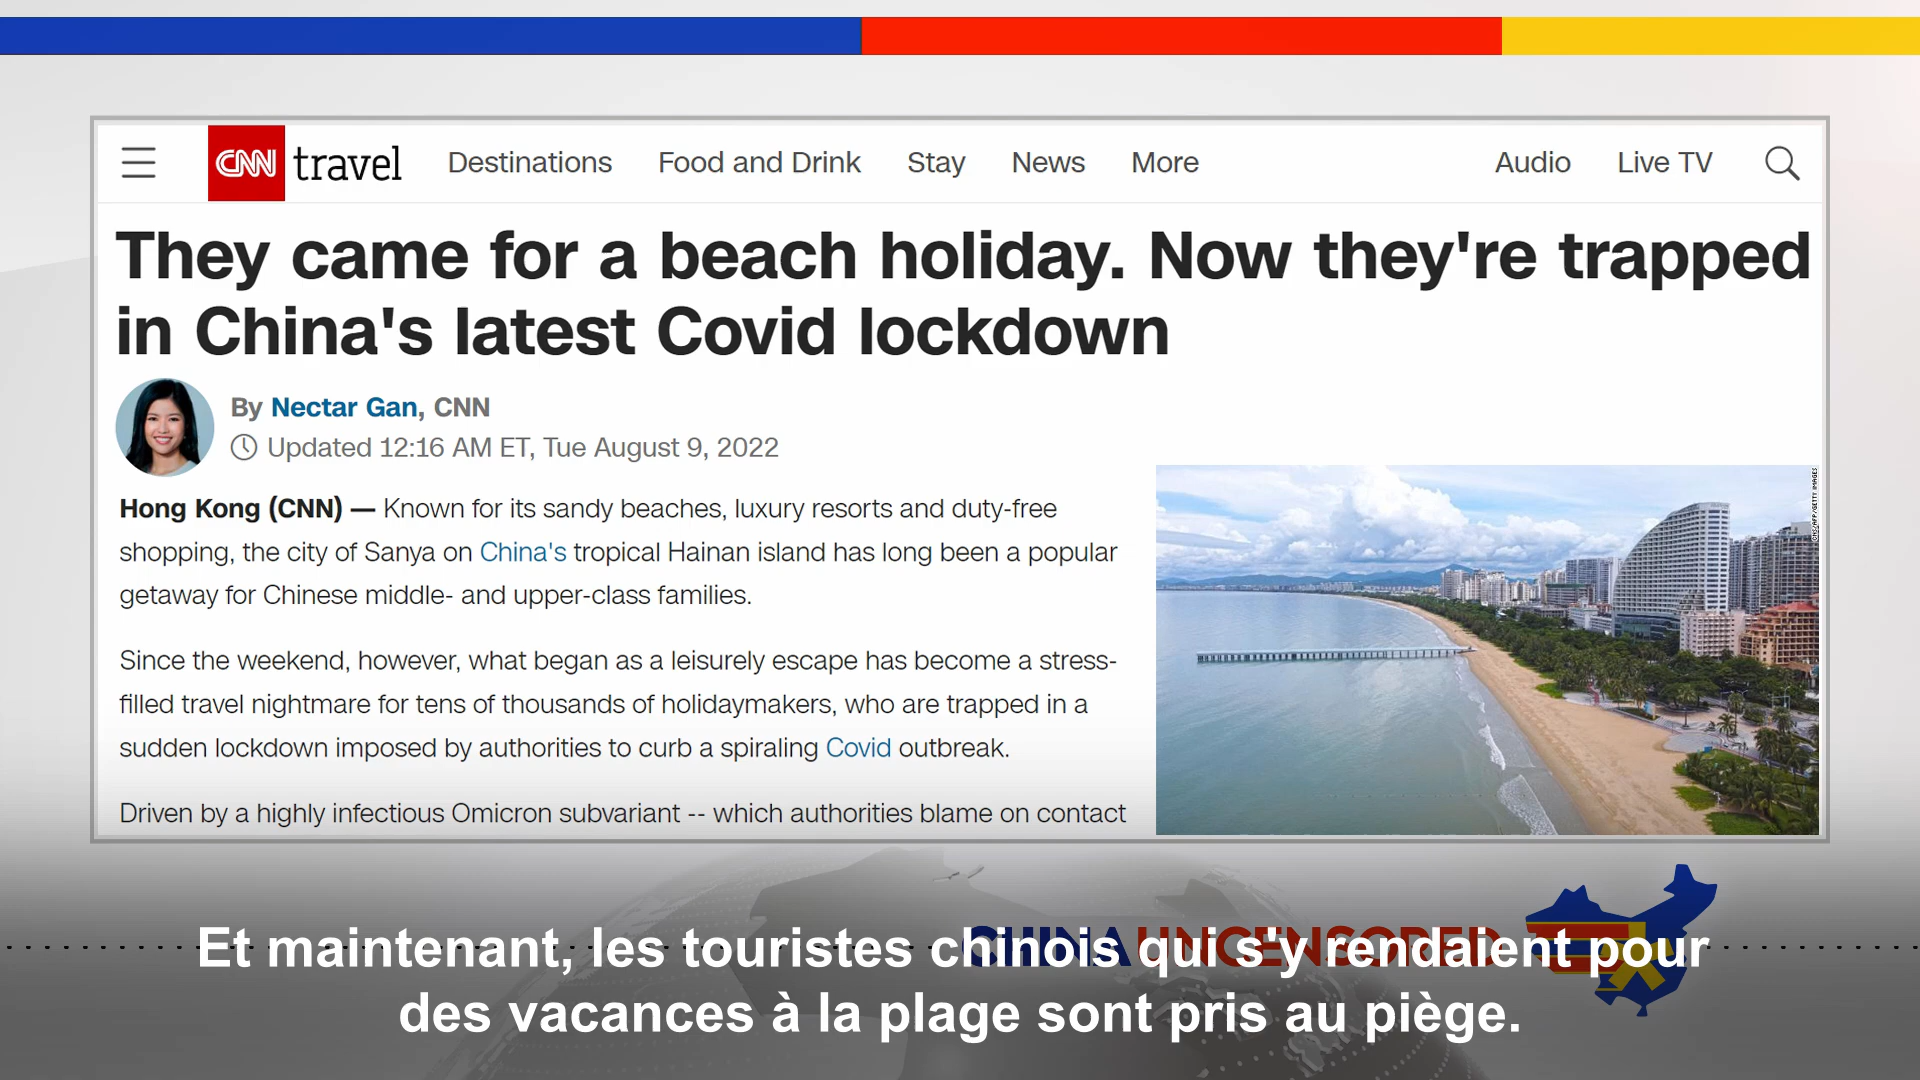 CNN travel Destinations Food and Drink Stay News More Audio Live TV
They came for a beach holiday. Now they're trapped
in China's latest Covid lockdown
By Nectar Gan, CNN
Updated 12:16 AM ET, Tue August 9, 2022
Hong Kong (CNN) — Known for its sandy beaches, luxury resorts and duty-free
shopping, the city of Sanya on China's tropical Hainan island has long been a popular
getaway for Chinese middle- and upper-class families.
Since the weekend, however, what began as a leisurely escape has become a stress-
filled travel nightmare for tens of thousands of holidaymakers, who are trapped in a
sudden lockdown imposed by authorities to curb a spiraling Covid outbreak.
Driven by a highly infectious Omicron subvariant -- which authorities blame on contact
CNS/AFP/GETTY IMAGES
CHINA UNCENSORED
Et maintenant, les touristes chinois qui s'y rendaient pour
des vacances à la plage sont pris au piège.